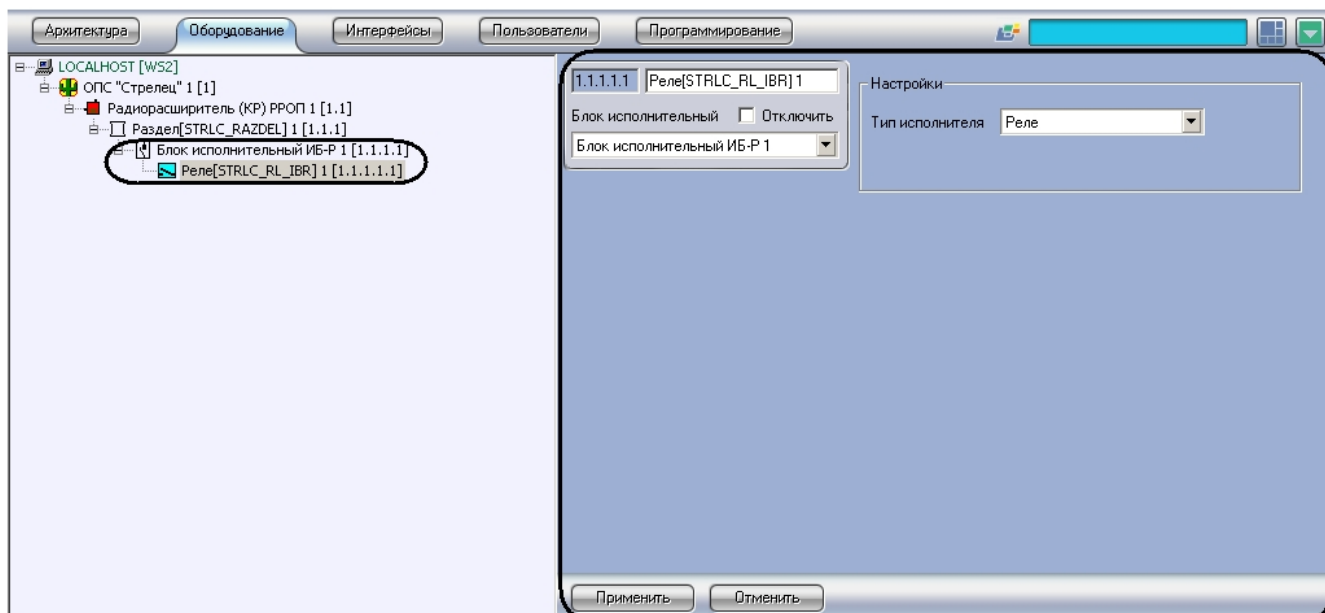 Архитектура
Оборудование
Интерфейсы
Пользователи
Программирование
LOCALHOST [WS2]
ОПС "Стрелец" 1 [1]
Радиорасширитель (КР) РРОП 1 [1.1]
Раздел[STRLC_RAZDEL] 1 [1.1.1]
Блок исполнительный ИБ-Р 1 [1.1.1.1]
Реле[STRLC_RL_IBR] 1 [1.1.1.1.1]
1.1.1.1.1 Реле[STRLC_RL_IBR] 1
Блок исполнительный Отключить
Блок исполнительный ИБ-Р 1
Настройки
Тип исполнителя Реле
Применить
Отменить